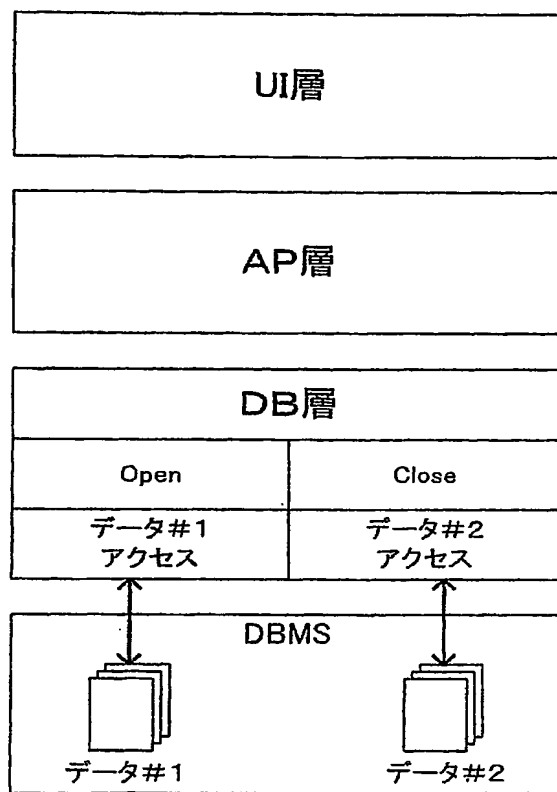 UI層
AP層
DB層
Open
Close
データ#1
アクセス
データ#2
アクセス
DBMS
データ#1
データ#2